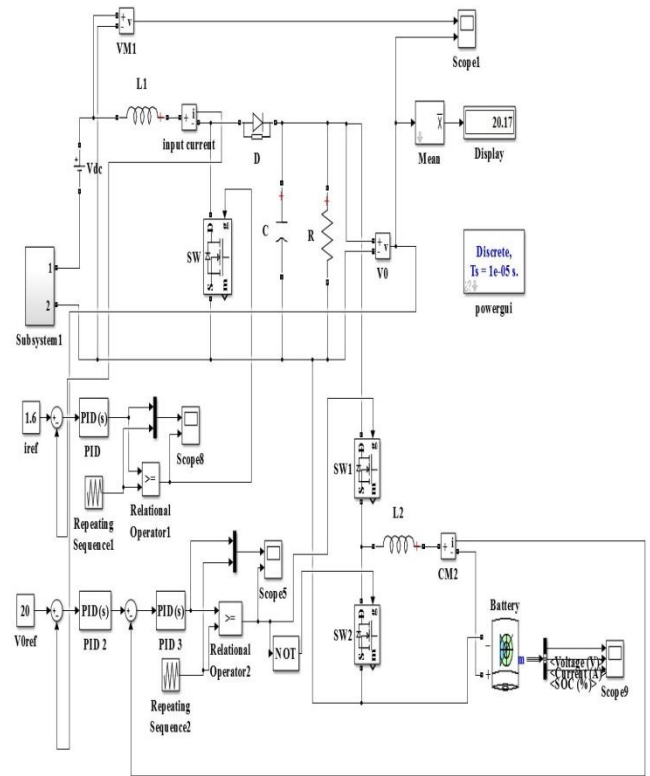 VM1
v
Scope1
L1
i
input current
D
Vdc
Mean
20.17
Display
SW
D
g
S
m
C
R
v
V0
Discrete,
Ts = 1e-05 s.
powergui
1
2
Subsystem1
1.6
iref
PID(s)
PID
Scope8
>=
Relational
Operator1
Repeating
Sequence1
SW1
D
g
S
m
L2
i
CM2
Scope5
20
V0ref
PID(s)
PID 2
PID(s)
PID 3
>=
Relational
Operator2
NOT
Repeating
Sequence2
SW2
D
g
S
m
Battery
m
<Voltage (V)>
<Current (A)>
<SOC (%)>
Scope9